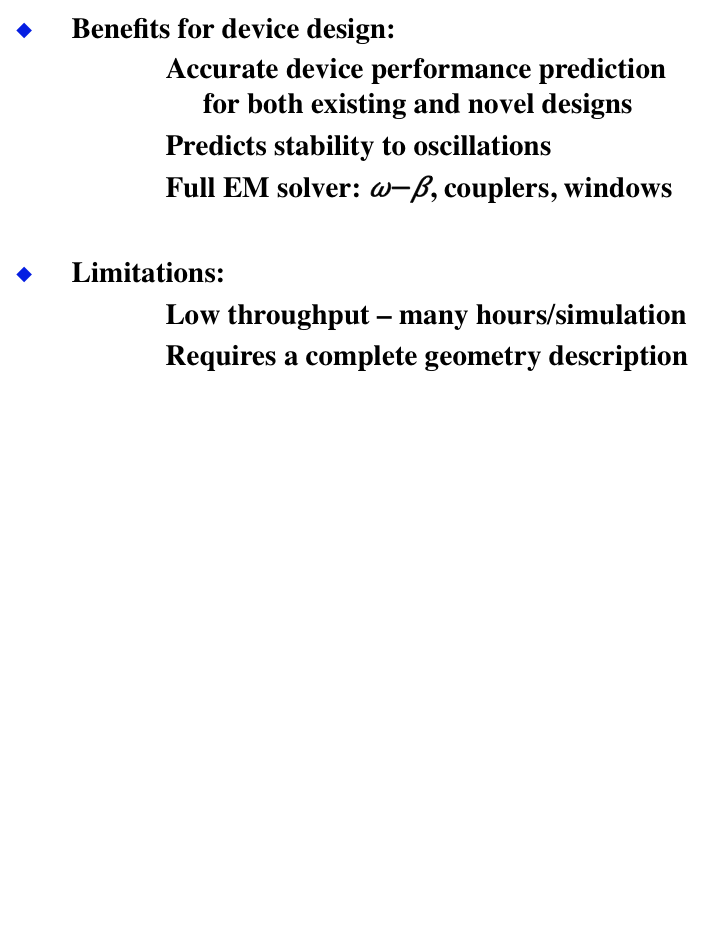 Benefits for device design:
Accurate device performance prediction
for both existing and novel designs
Predicts stability to oscillations
Full EM solver: ω–β, couplers, windows
Limitations:
Low throughput – many hours/simulation
Requires a complete geometry description